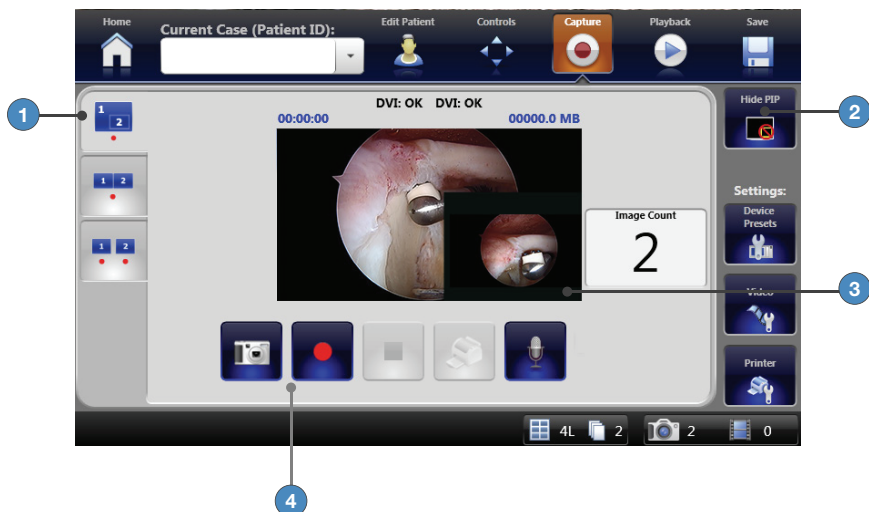 Home
Current Case (Patient ID):
Edit Patient
Controls
Capture
Playback
Save
1
1
2
DVI: OK DVI: OK
00:00:00
00000.0 MB
Hide PIP
2
1 2
Settings:
Device
Presets
Image Count
2
1 2
Video
3
Printer
4L
2
2
0
4